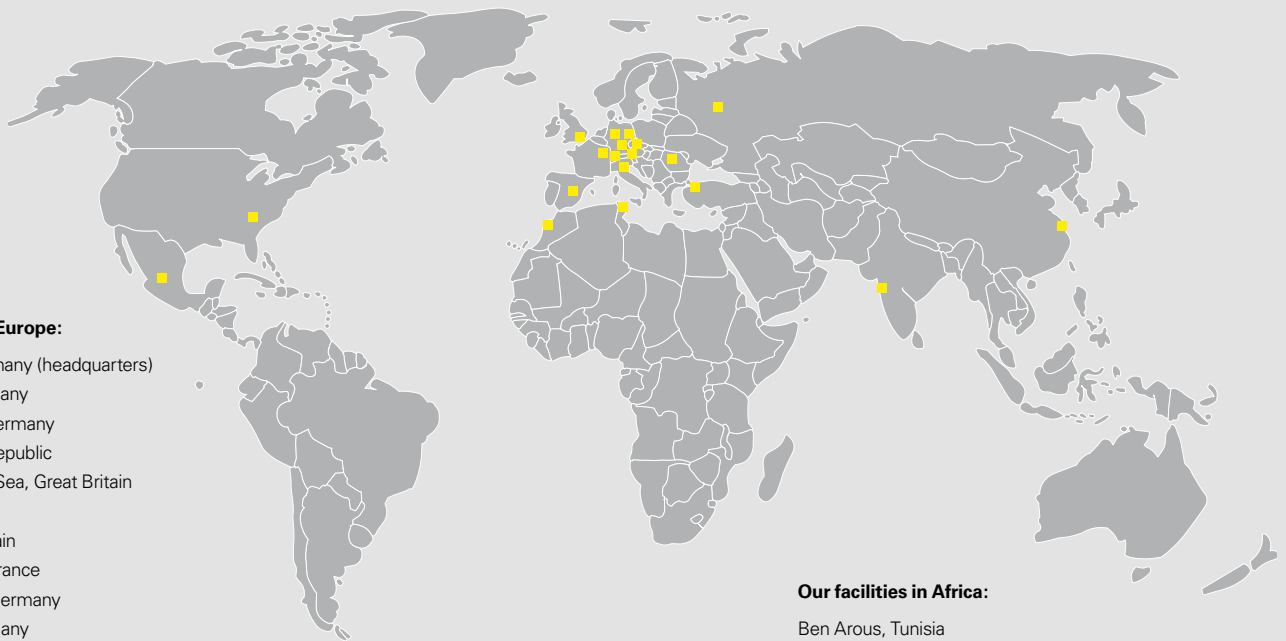 Europe:
many (headquarters)
any
ermany
epublic
Sea, Great Britain
ain
rance
ermany
any
Our facilities in Africa:
Ben Arous, Tunisia